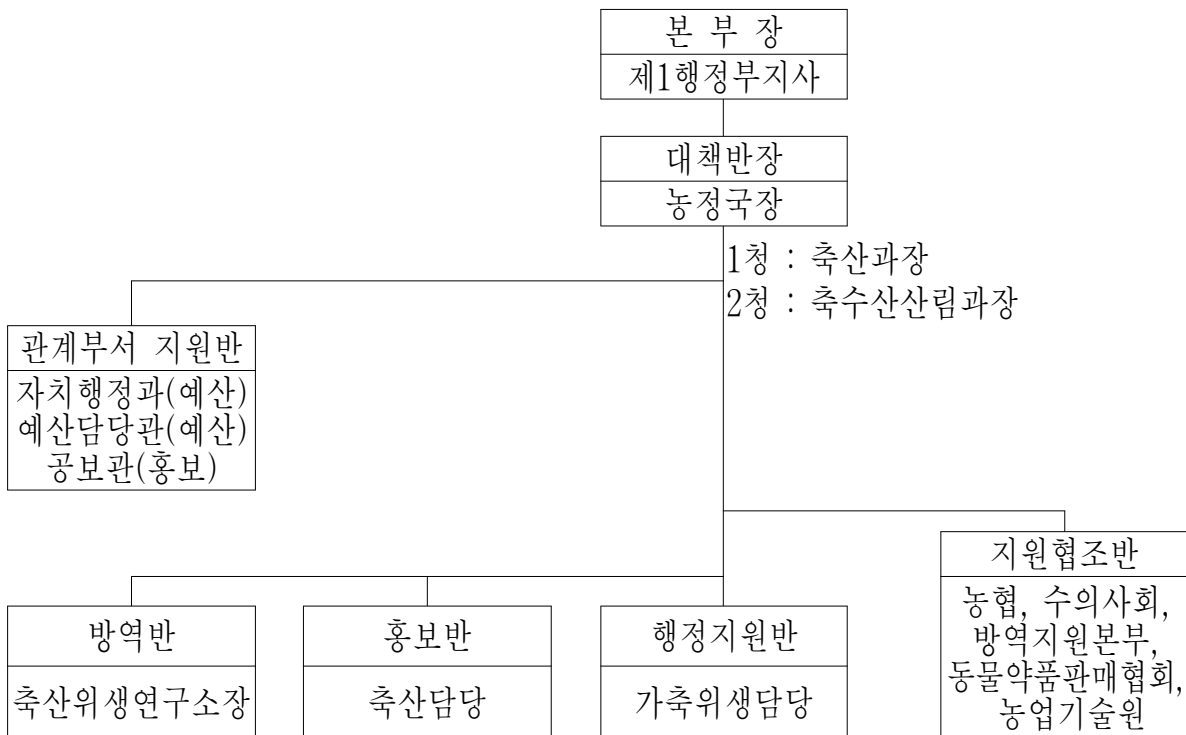 본 부 장
제1행정부지사
대책반장
농정국장
1청 : 축산과장
2청 : 축수산산림과장
관계부서 지원반
자치행정과(예산)
예산담당관(예산)
공보관(홍보)
지원협조반
농협, 수의사회,
방역지원본부,
동물약품판매협회,
농업기술원
방역반
축산위생연구소장
홍보반
축산담당
행정지원반
가축위생담당